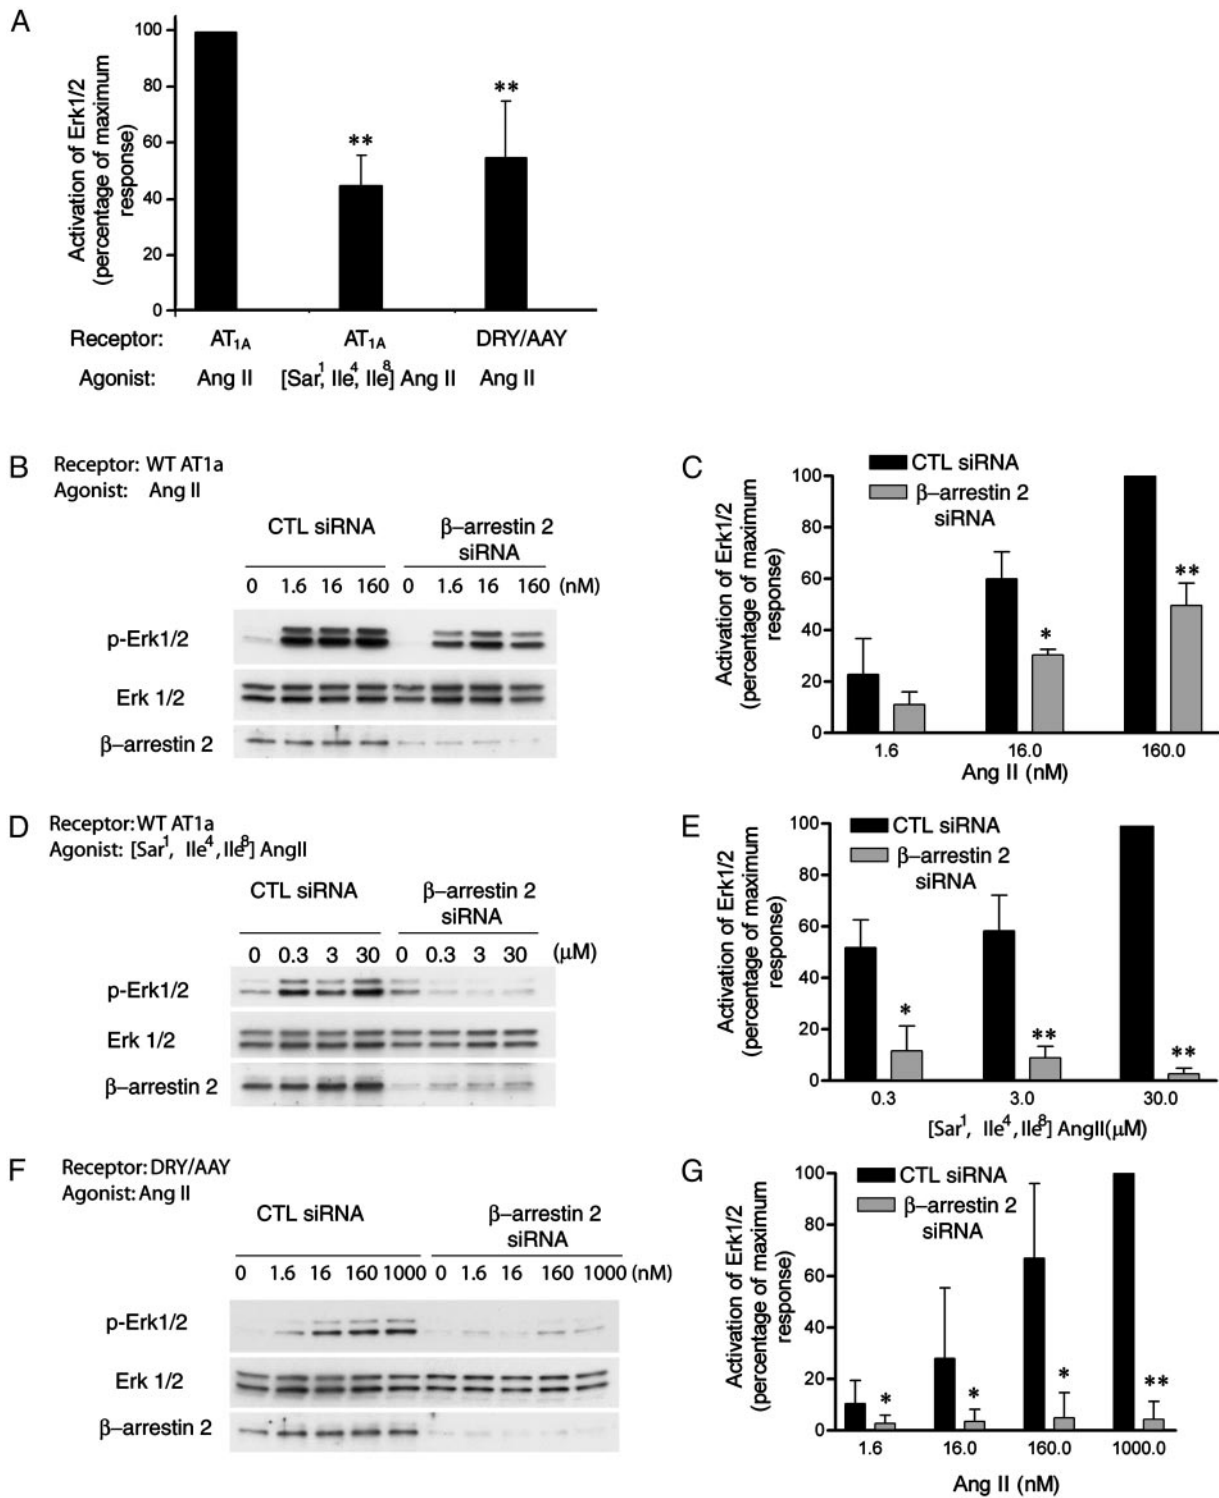 A
Activation of Erk1/2
(percentage of maximum
response)
100
80
60
40
20
0
**
**
Receptor: AT1A AT1A DRY/AAY
Agonist: Ang II [Sar1, Ile4, Ile8] Ang II Ang II
B
Receptor: WT AT1a
Agonist: Ang II
CTL siRNA β–arrestin 2
siRNA
0 1.6 16 160 0 1.6 16 160 (nM)
p-Erk1/2
Erk 1/2
β–arrestin 2
C
CTL siRNA
β–arrestin 2
siRNA
Activation of Erk1/2
(percentage of maximum
response)
100
80
60
40
20
0
*
**
1.6 16.0 160.0
Ang II (nM)
D
Receptor: WT AT1a
Agonist: [Sar1, Ile4, Ile8] AngII
CTL siRNA β–arrestin 2
siRNA
0 0.3 3 30 0 0.3 3 30 (μM)
p-Erk1/2
Erk 1/2
β–arrestin 2
E
CTL siRNA
β–arrestin 2
siRNA
Activation of Erk1/2
(percentage of maximum
response)
100
80
60
40
20
0
*
**
**
0.3 3.0 30.0
[Sar1, Ile4, Ile8] AngII(μM)
F
Receptor: DRY/AAY
Agonist: Ang II
CTL siRNA β–arrestin 2
siRNA
0 1.6 16 160 1000 0 1.6 16 160 1000 (nM)
p-Erk1/2
Erk 1/2
β–arrestin 2
G
CTL siRNA
β–arrestin 2
siRNA
Activation of Erk1/2
(percentage of maximum
response)
100
80
60
40
20
0
*
*
*
**
1.6 16.0 160.0 1000.0
Ang II (nM)